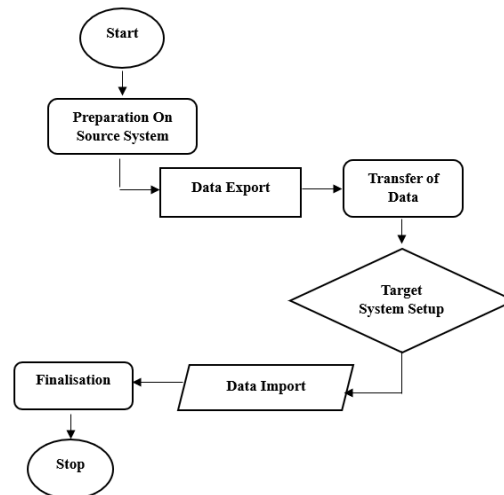 Start
Preparation On
Source System
Data Export
Transfer of
Data
Target
System Setup
Data Import
Finalisation
Stop